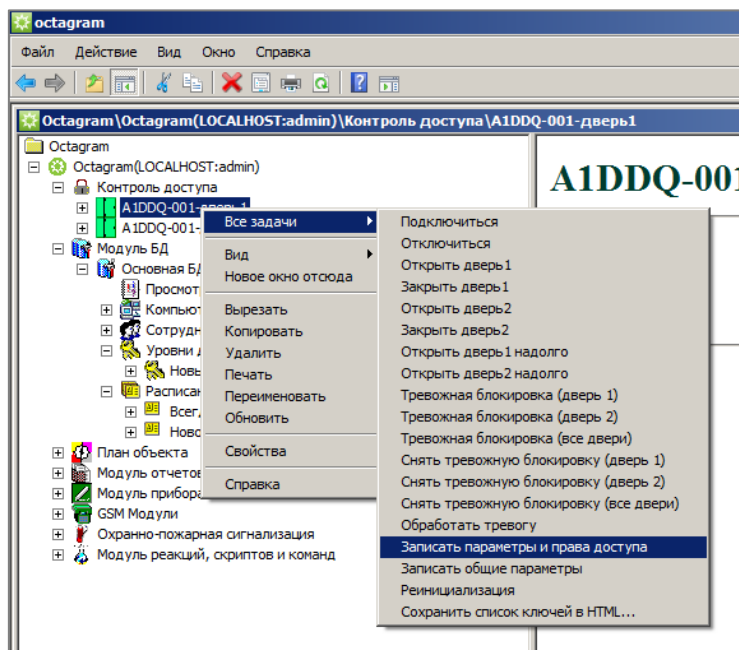 octagram
Файл Действие Вид Окно Справка
Octagram\Octagram(LOCALHOST:admin)\Контроль доступа\A1DDQ-001-дверь1
Octagram
Octagram(LOCALHOST:admin)
Контроль доступа
A1DDQ-001-дверь1
A1DDQ-001-
Модуль БД
Основная БД
Просмот
Компьют
Сотрудн
Уровни д
Новы
Расписан
Всег
Ново
План объекта
Модуль отчетов
Модуль прибора
GSM Модули
Охранно-пожарная сигнализация
Модуль реакций, скриптов и команд
A1DDQ-001
Все задачи
Вид
Новое окно отсюда
Вырезать
Копировать
Удалить
Печать
Переименовать
Обновить
Свойства
Справка
Подключиться
Отключиться
Открыть дверь1
Закрыть дверь1
Открыть дверь2
Закрыть дверь2
Открыть дверь1 надолго
Открыть дверь2 надолго
Тревожная блокировка (дверь 1)
Тревожная блокировка (дверь 2)
Тревожная блокировка (все двери)
Снять тревожную блокировку (дверь 1)
Снять тревожную блокировку (дверь 2)
Снять тревожную блокировку (все двери)
Обработать тревогу
Записать параметры и права доступа
Записать общие параметры
Реинициализация
Сохранить список ключей в HTML...